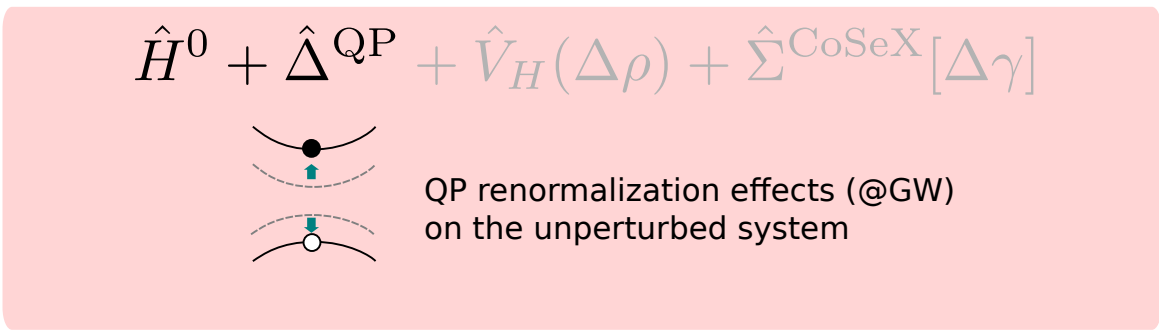 Ĥ⁰ + Δ̂^QP + V̂_H(Δρ) + Σ̂^CoSeX[Δγ]
QP renormalization effects (@GW)
on the unperturbed system